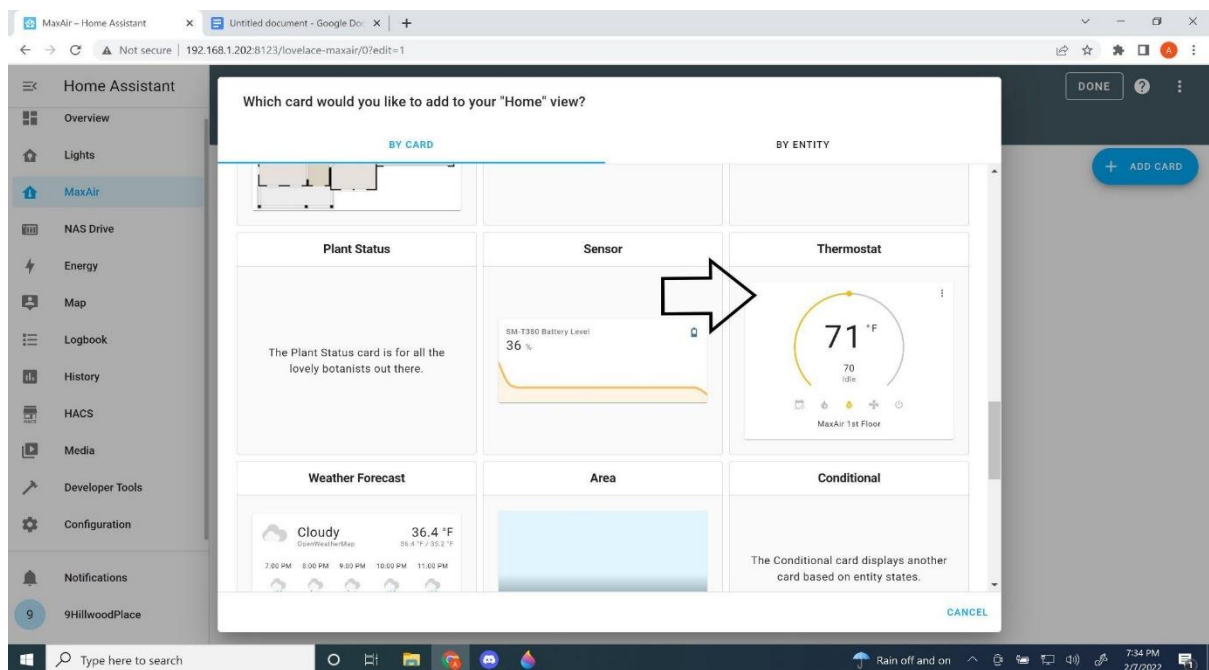 MaxAir – Home Assistant
Untitled document - Google Do
Not secure
192.168.1.202:8123/lovelace-maxair/0?edit=1
A
Home Assistant
DONE
Overview
Lights
MaxAir
NAS Drive
Energy
Map
Logbook
History
HACS
HACS
Media
Developer Tools
Configuration
Notifications
9
9HillwoodPlace
ADD CARD
Which card would you like to add to your "Home" view?
BY CARD
BY ENTITY
Plant Status
Sensor
Thermostat
The Plant Status card is for all the
lovely botanists out there.
SM-T380 Battery Level
36 %
71 °F
70
Idle
MaxAir 1st Floor
Weather Forecast
Area
Conditional
Cloudy
36.4 °F
OpenWeatherMap
36.4 °F / 35.2 °F
7:00 PM 8:00 PM 9:00 PM 10:00 PM 11:00 PM
The Conditional card displays another
card based on entity states.
CANCEL
Type here to search
Rain off and on
7:34 PM
2/7/2022